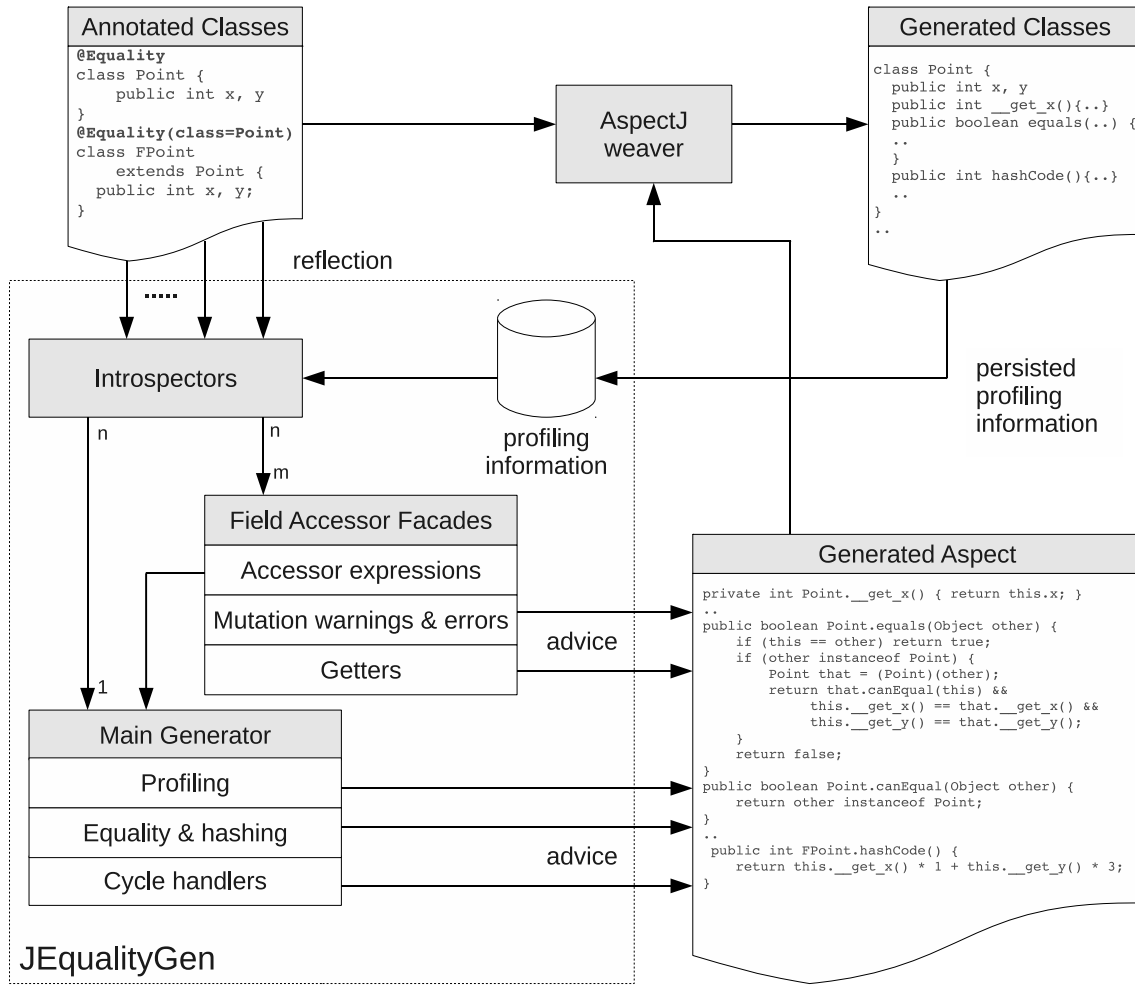 Annotated Classes
@Equality
class Point {
    public int x, y
}
@Equality(class=Point)
class FPoint
    extends Point {
  public int x, y;
}
AspectJ
weaver
Generated Classes
class Point {
  public int x, y
  public int __get_x(){..}
  public boolean equals(..) {
  ..
  }
  public int hashCode(){..}
  ..
}
..
reflection
.....
Introspectors
profiling
information
persisted
profiling
information
n
n
m
1
Field Accessor Facades
Accessor expressions
Mutation warnings & errors
Getters
advice
Main Generator
Profiling
Equality & hashing
Cycle handlers
advice
JEqualityGen
Generated Aspect
private int Point.__get_x() { return this.x; }
..
public boolean Point.equals(Object other) {
    if (this == other) return true;
    if (other instanceof Point) {
        Point that = (Point)(other);
        return that.canEqual(this) &&
             this.__get_x() == that.__get_x() &&
             this.__get_y() == that.__get_y();
    }
    return false;
}
public boolean Point.canEqual(Object other) {
    return other instanceof Point;
}
..
 public int FPoint.hashCode() {
    return this.__get_x() * 1 + this.__get_y() * 3;
}